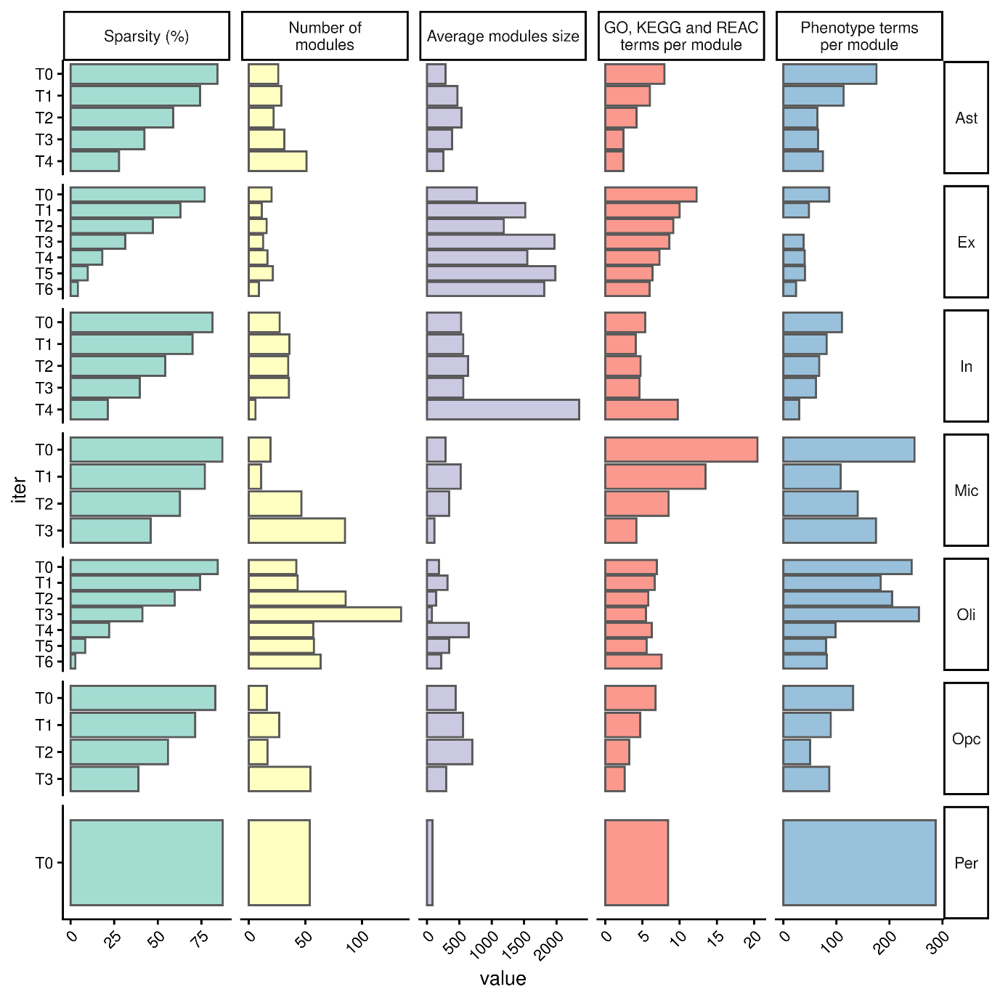 Sparsity (%)
Number of
modules
Average modules size
GO, KEGG and REAC
terms per module
Phenotype terms
per module
T0
T1
T2
T3
T4
Ast
T0
T1
T2
T3
T4
T5
T6
Ex
T0
T1
T2
T3
T4
In
T0
T1
T2
T3
Mic
iter
T0
T1
T2
T3
T4
T5
T6
Oli
T0
T1
T2
T3
Opc
T0
Per
0 25 50 75
0 50 100
0 500 1000 1500 2000
0 5 10 15 20
0 100 200 300
value